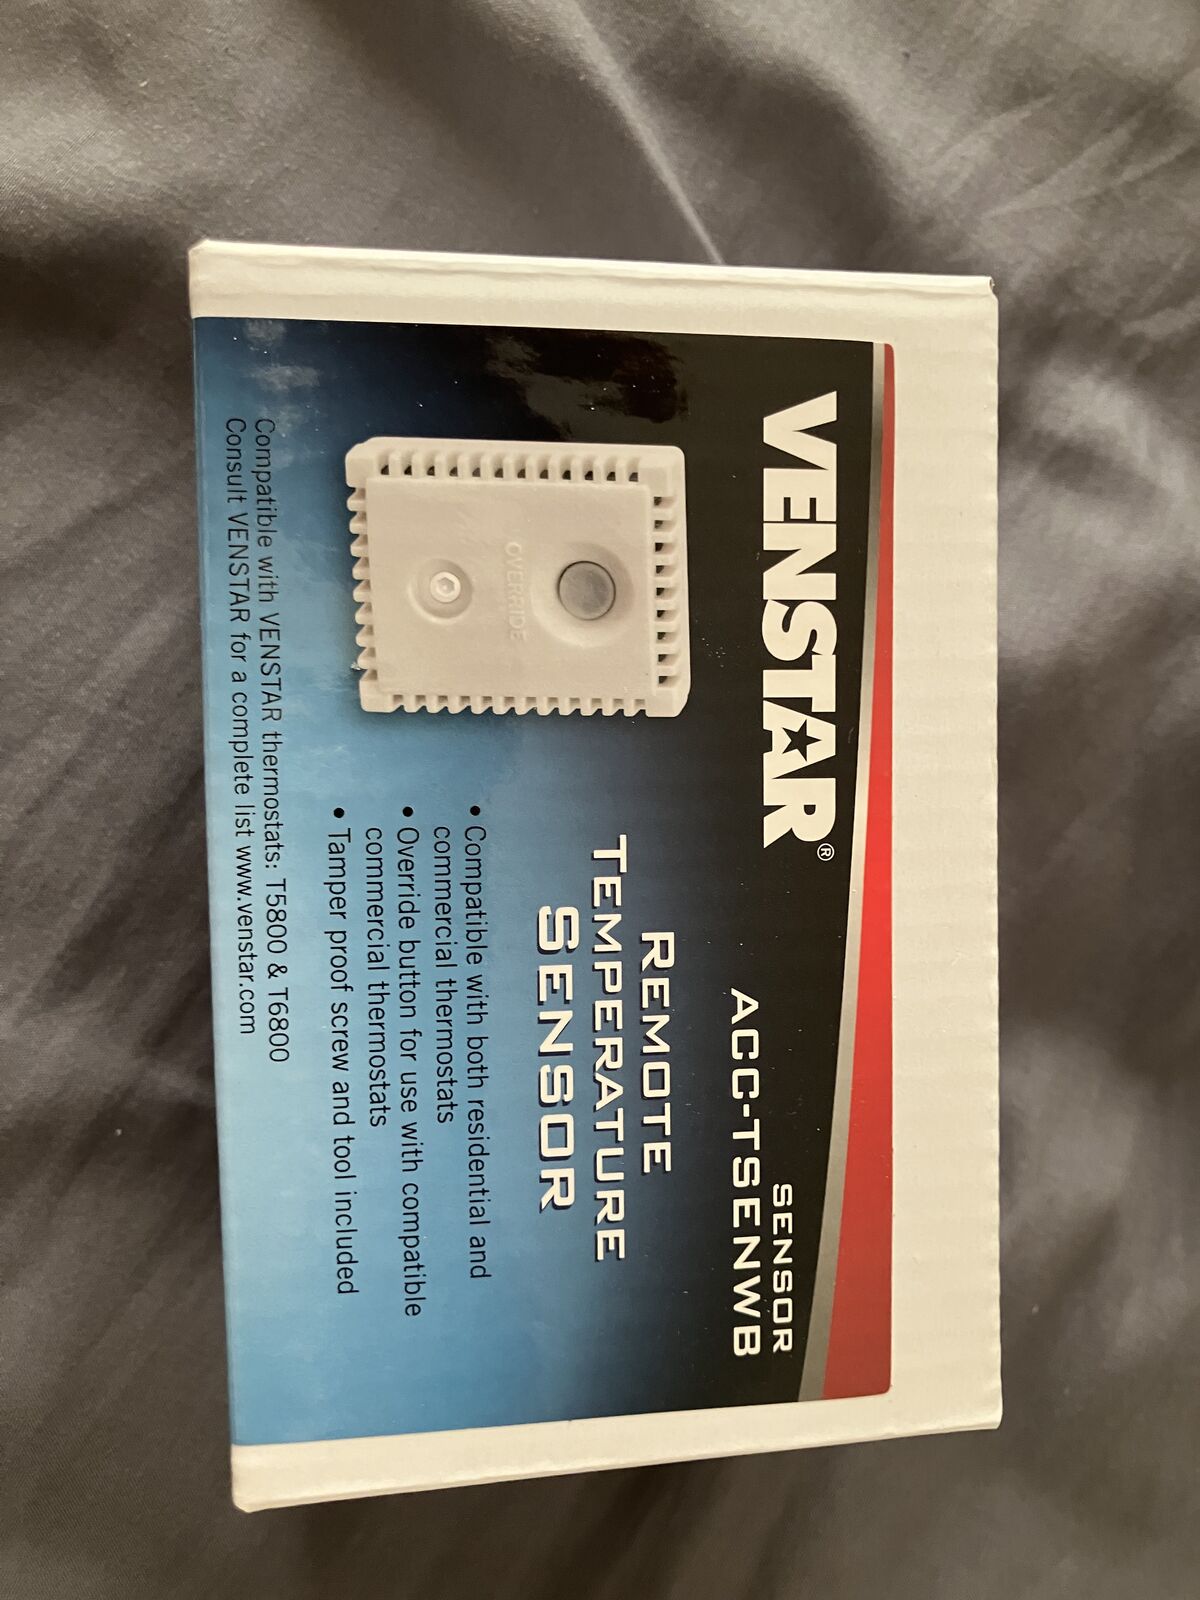 VENSTAR®
SENSOR
ACC-TSENWB
REMOTE
TEMPERATURE
SENSOR
OVERRIDE
• Compatible with both residential and
commercial thermostats
• Override button for use with compatible
commercial thermostats
• Tamper proof screw and tool included
Compatible with VENSTAR thermostats: T5800 & T6800
Consult VENSTAR for a complete list www.venstar.com